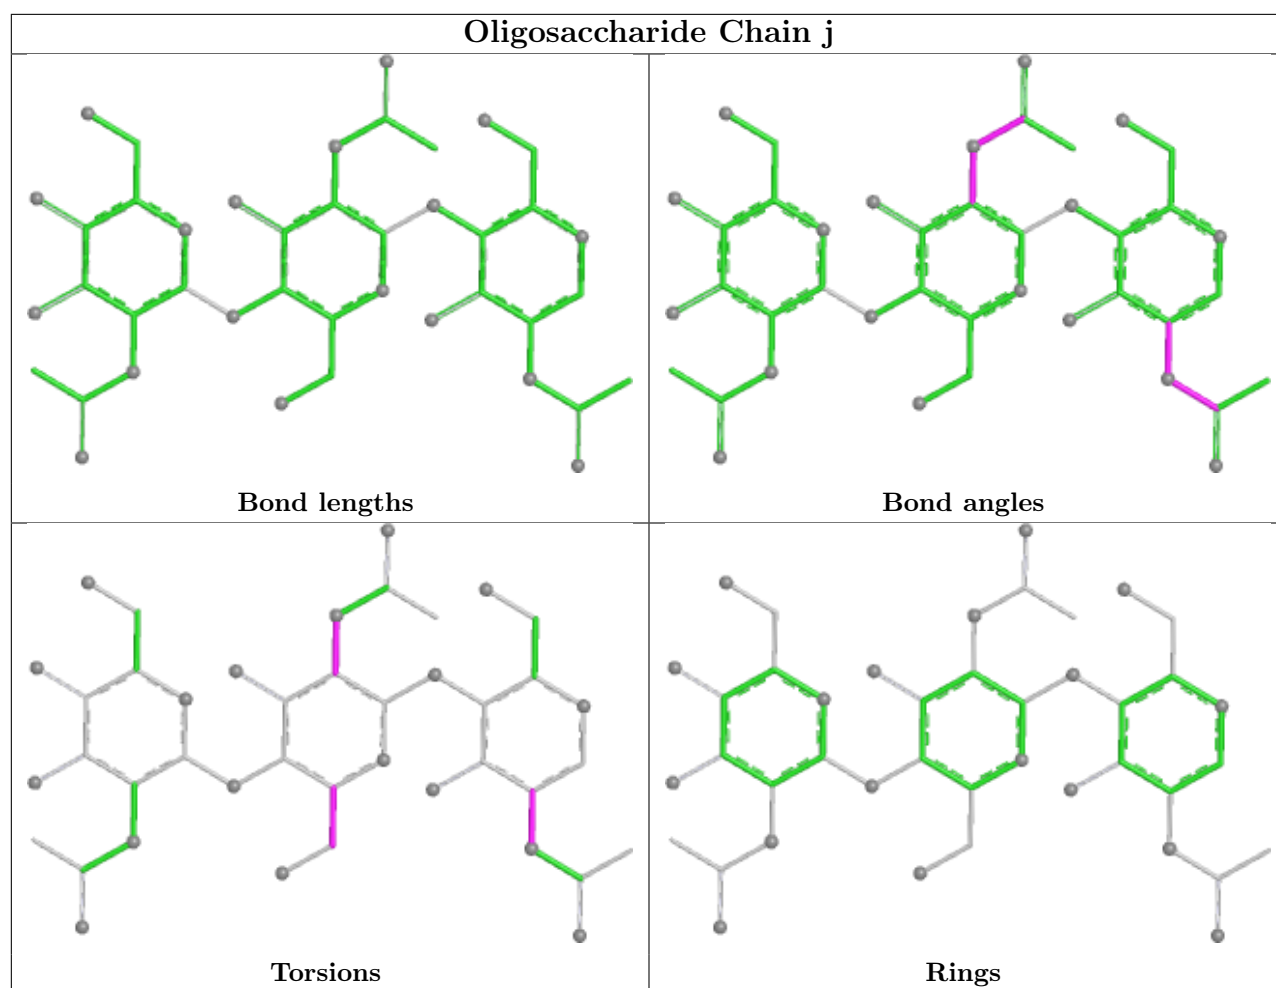 Oligosaccharide Chain j
Bond lengths
Bond angles
Torsions
Rings